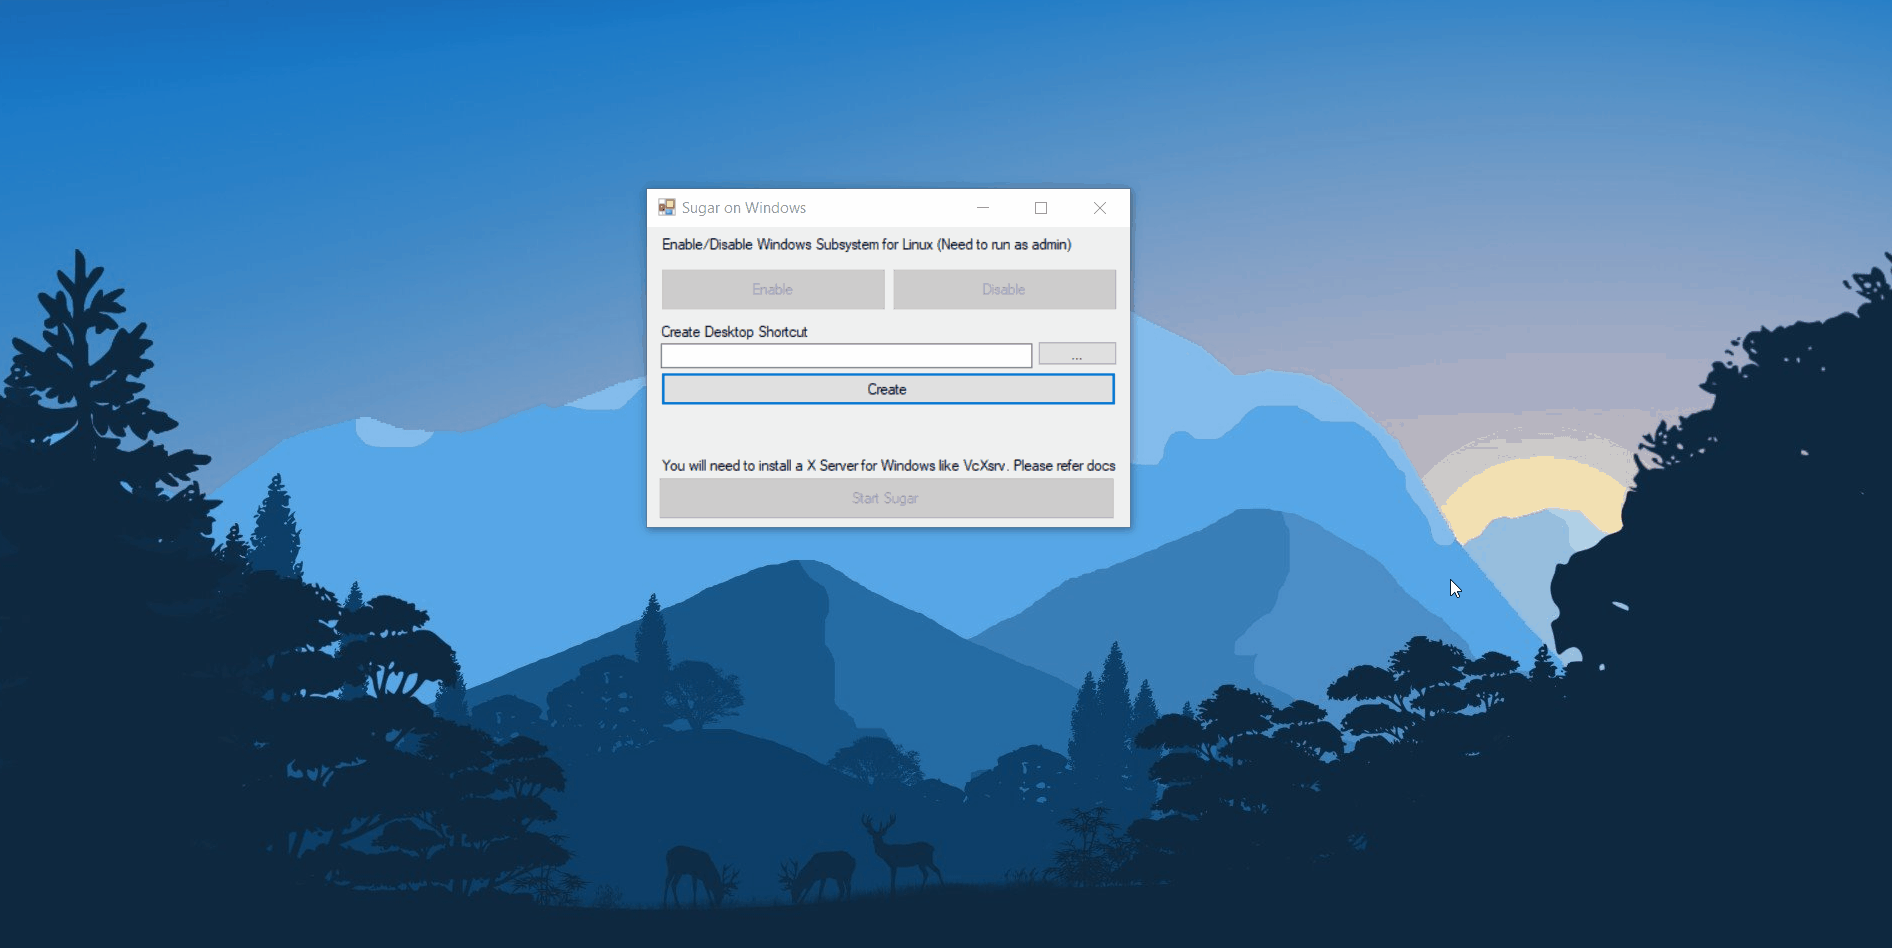 Sugar on Windows
Enable/Disable Windows Subsystem for Linux (Need to run as admin)
Enable
Disable
Create Desktop Shortcut
...
Create
You will need to install a X Server for Windows like VcXsrv. Please refer docs
Start Sugar